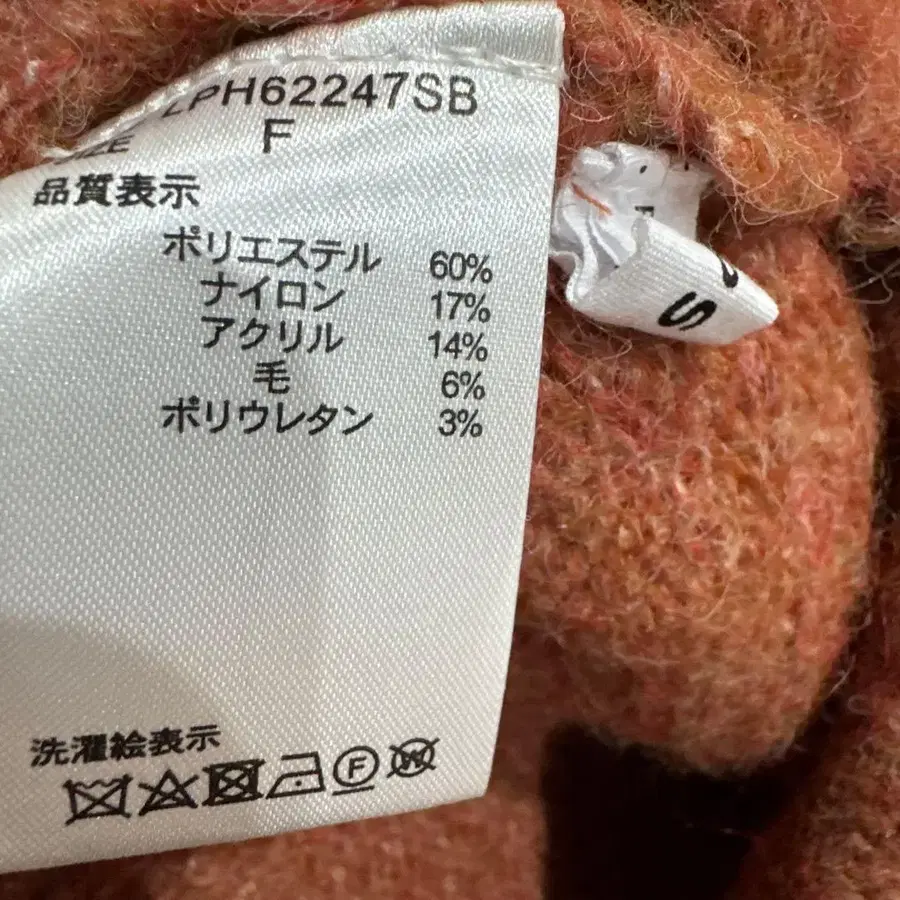 LPH62247SB
SIZE F
品質表示
ポリエステル 60%
ナイロン 17%
アクリル 14%
毛 6%
ポリウレタン 3%
洗濯絵表示
F W